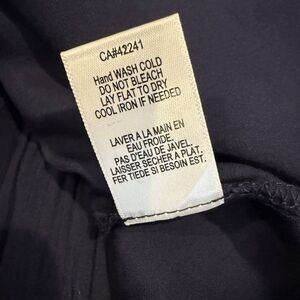 CA#42241
Hand WASH COLD
DO NOT BLEACH
LAY FLAT TO DRY
COOL IRON IF NEEDED
LAVER A LA MAIN EN
EAU FROIDE.
PAS D'EAU DE JAVEL.
LAISSER SECHER A PLAT.
FER TIEDE SI BESOIN EST.